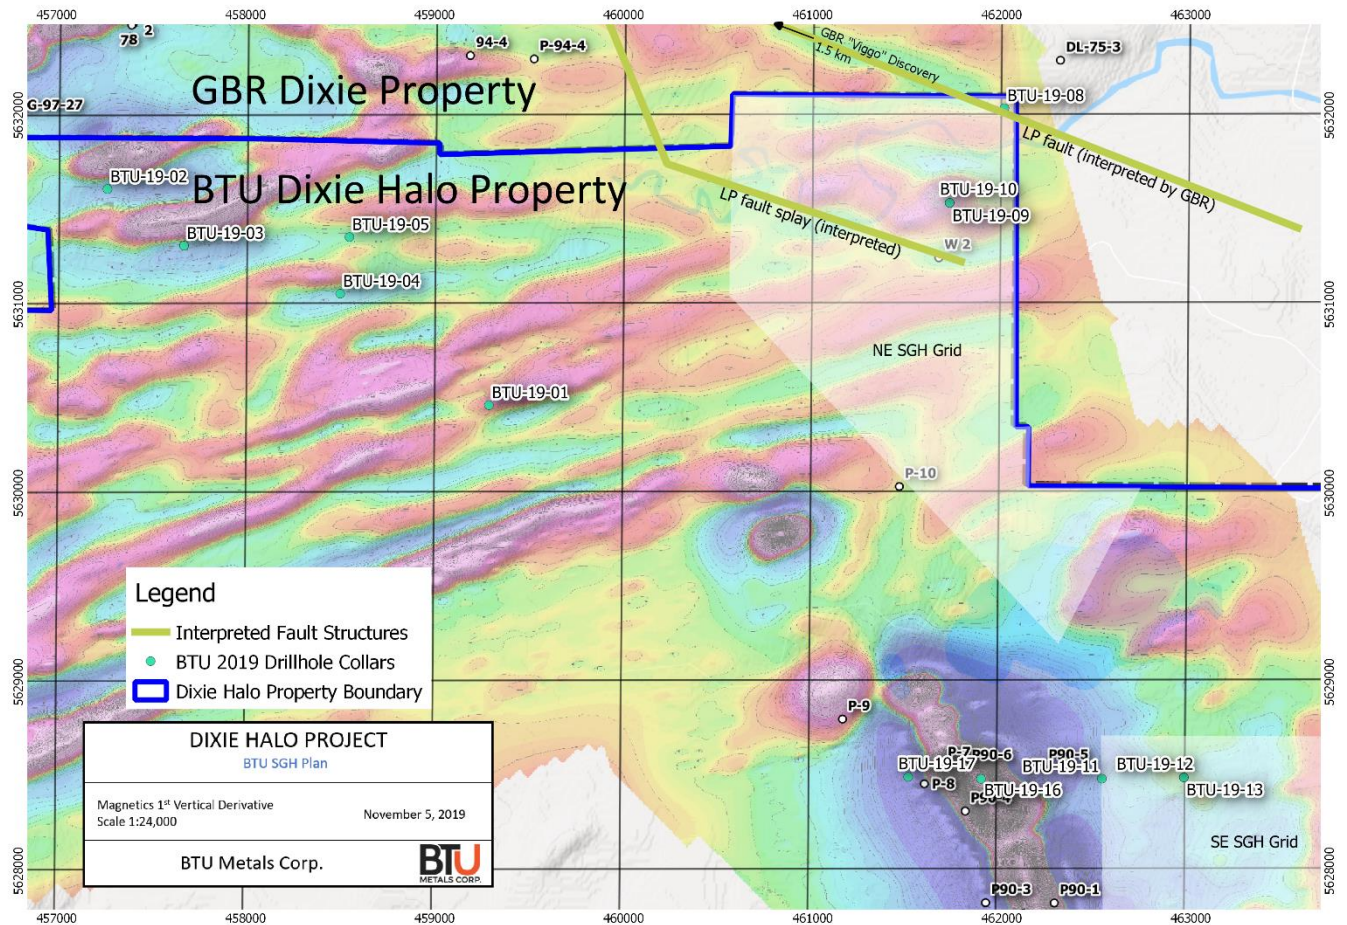 457000
458000
459000
460000
461000
462000
463000
78
2
94-4
P-94-4
GBR "Viggo" Discovery
1.5 km
DL-75-3
GBR Dixie Property
G-97-27
BTU-19-08
5632000
5632000
LP fault (interpreted by GBR)
BTU-19-02
BTU Dixie Halo Property
BTU-19-10
BTU-19-09
LP fault splay (interpreted)
BTU-19-03
BTU-19-05
W 2
BTU-19-04
5631000
5631000
NE SGH Grid
BTU-19-01
P-10
5630000
5630000
Legend
Interpreted Fault Structures
BTU 2019 Drillhole Collars
Dixie Halo Property Boundary
5629000
5629000
P-9
DIXIE HALO PROJECT
BTU SGH Plan
Magnetics 1st Vertical Derivative
Scale 1:24,000
November 5, 2019
BTU Metals Corp.
BTU
METALS CORP.
P-7
P90-6
P90-5
BTU-19-17
BTU-19-11
BTU-19-12
P-8
BTU-19-16
BTU-19-13
SE SGH Grid
5628000
5628000
P90-3
P90-1
457000
458000
459000
460000
461000
462000
463000